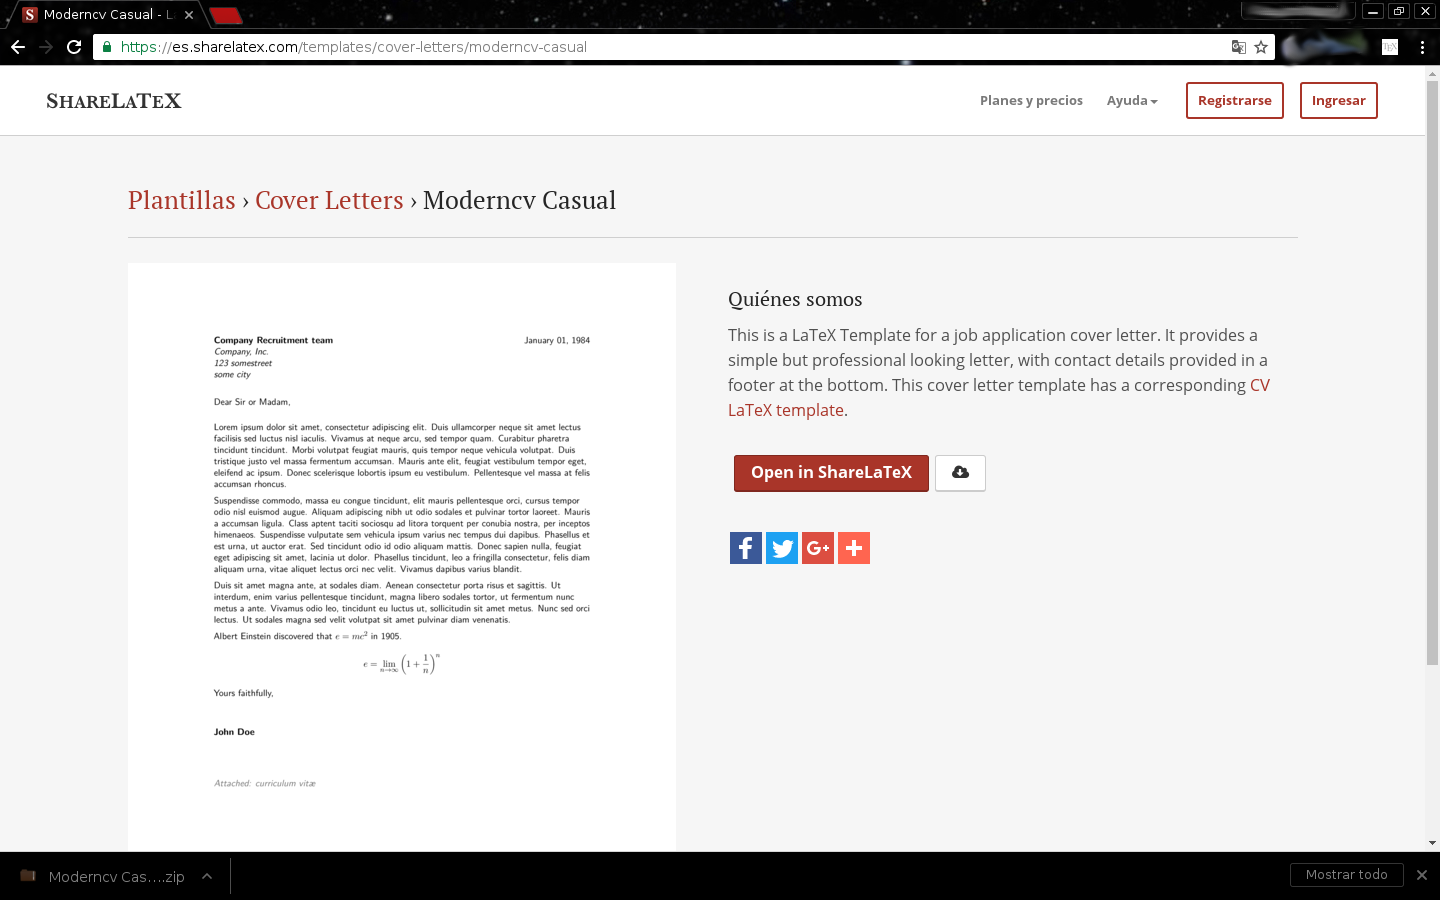 Moderncv Casual - L
https://es.sharelatex.com/templates/cover-letters/moderncv-casual
SHARELATEX
Planes y precios
Ayuda
Registrarse
Ingresar
Plantillas › Cover Letters › Moderncv Casual
Company Recruitment team
January 01, 1984
Company, Inc.
123 somestreet
some city
Dear Sir or Madam,
Lorem ipsum dolor sit amet, consectetur adipiscing elit. Duis ullamcorper neque sit amet lectus
facilisis sed luctus nisl iaculis. Vivamus at neque arcu, sed tempor quam. Curabitur pharetra
tincidunt tincidunt. Morbi volutpat feugiat mauris, quis tempor neque vehicula volutpat. Duis
tristique justo vel massa fermentum accumsan. Mauris ante elit, feugiat vestibulum tempor eget,
eleifend ac ipsum. Donec scelerisque lobortis ipsum eu vestibulum. Pellentesque vel massa at felis
accumsan rhoncus.
Suspendisse commodo, massa eu congue tincidunt, elit mauris pellentesque orci, cursus tempor
odio nisl euismod augue. Aliquam adipiscing nibh ut odio sodales et pulvinar tortor laoreet. Mauris
a accumsan ligula. Class aptent taciti sociosqu ad litora torquent per conubia nostra, per inceptos
himenaeos. Suspendisse vulputate sem vehicula ipsum varius nec tempus dui dapibus. Phasellus et
est urna, ut auctor erat. Sed tincidunt odio id odio aliquam mattis. Donec sapien nulla, feugiat
eget adipiscing sit amet, lacinia ut dolor. Phasellus tincidunt, leo a fringilla consectetur, felis diam
aliquam urna, vitae aliquet lectus orci nec velit. Vivamus dapibus varius blandit.
Duis sit amet magna ante, at sodales diam. Aenean consectetur porta risus et sagittis. Ut
interdum, enim varius pellentesque tincidunt, magna libero sodales tortor, ut fermentum nunc
metus a ante. Vivamus odio leo, tincidunt eu luctus ut, sollicitudin sit amet metus. Nunc sed orci
lectus. Ut sodales magna sed velit volutpat sit amet pulvinar diam venenatis.
Albert Einstein discovered that e = mc² in 1905.
e = lim n→∞ (1 + 1/n)ⁿ
Yours faithfully,
John Doe
Attached: curriculum vitæ
Quiénes somos
This is a LaTeX Template for a job application cover letter. It provides a
simple but professional looking letter, with contact details provided in a
footer at the bottom. This cover letter template has a corresponding CV
LaTeX template.
Open in ShareLaTeX
Moderncv Cas....zip
Mostrar todo